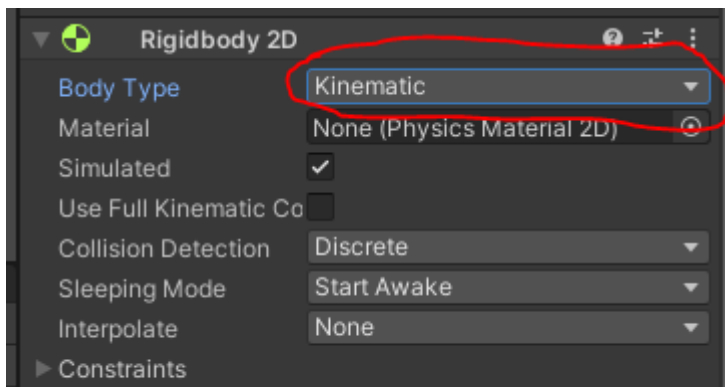 Rigidbody 2D
Body Type Kinematic
Material None (Physics Material 2D)
Simulated
Use Full Kinematic Co
Collision Detection Discrete
Sleeping Mode Start Awake
Interpolate None
Constraints